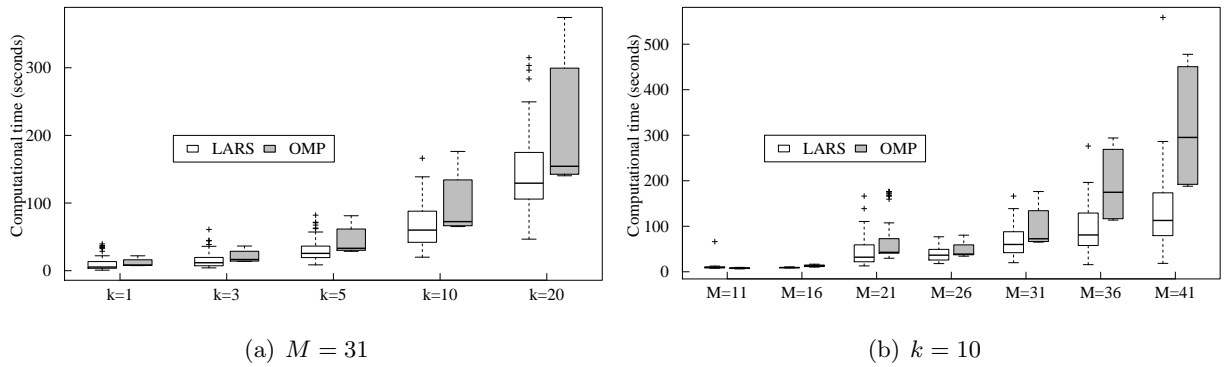 Computational time (seconds)
300
200
100
0
LARS OMP
k=1 k=3 k=5 k=10 k=20
(a) M = 31
Computational time (seconds)
500
400
300
200
100
0
LARS OMP
M=11 M=16 M=21 M=26 M=31 M=36 M=41
(b) k = 10